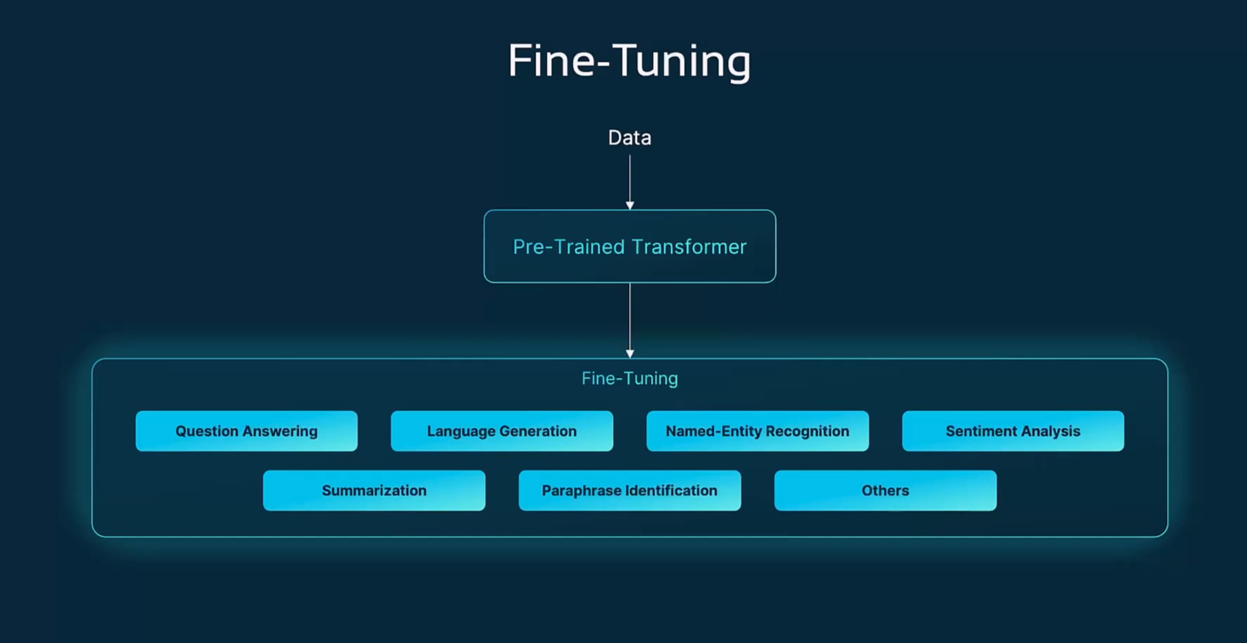 Fine-Tuning
Data
Pre-Trained Transformer
Fine-Tuning
Question Answering
Language Generation
Named-Entity Recognition
Sentiment Analysis
Summarization
Paraphrase Identification
Others